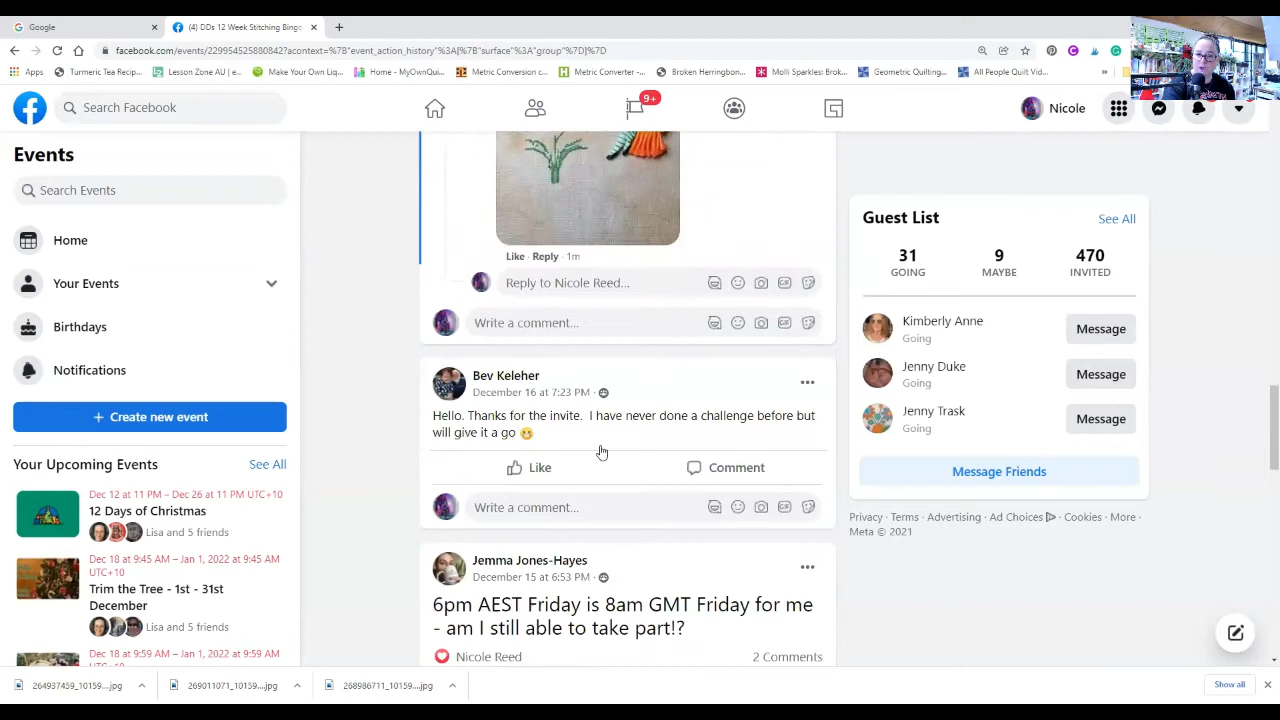 Google
(4) DDs 12 Week Stitching Bingo
facebook.com/events/229954525880842?acontext=%7B"event_action_history"%3A[%7B"surface"%3A"group"%7D]%7D
Apps
Turmeric Tea Recip...
Lesson Zone AU | e...
Make Your Own Liq...
Home - MyOwnQu...
Metric Conversion c...
Metric Converter -...
Broken Herringbon...
Molli Sparkles: Brok...
Geometric Quilting...
All People Quilt Vid...
»
Search Facebook
9+
Nicole
Events
Search Events
Home
Your Events
Birthdays
Notifications
+ Create new event
Your Upcoming Events
See All
Dec 12 at 11 PM – Dec 26 at 11 PM UTC+10
12 Days of Christmas
Lisa and 5 friends
Dec 18 at 9:45 AM – Jan 1, 2022 at 9:45 AM
UTC+10
Trim the Tree - 1st - 31st
December
Lisa and 5 friends
Dec 18 at 9:59 AM – Jan 1, 2022 at 9:59 AM
Like · Reply · 1m
Reply to Nicole Reed...
Write a comment...
Bev Keleher
December 16 at 7:23 PM ·
Hello. Thanks for the invite. I have never done a challenge before but
will give it a go
Like
Comment
Write a comment...
Jemma Jones-Hayes
December 15 at 6:53 PM ·
6pm AEST Friday is 8am GMT Friday for me
- am I still able to take part!?
Nicole Reed
2 Comments
Guest List
See All
31
GOING
9
MAYBE
470
INVITED
Kimberly Anne
Going
Message
Jenny Duke
Going
Message
Jenny Trask
Going
Message
Message Friends
Privacy · Terms · Advertising · Ad Choices · Cookies · More ·
Meta © 2021
264937459_10159....jpg
269011071_10159....jpg
268986711_10159....jpg
Show all